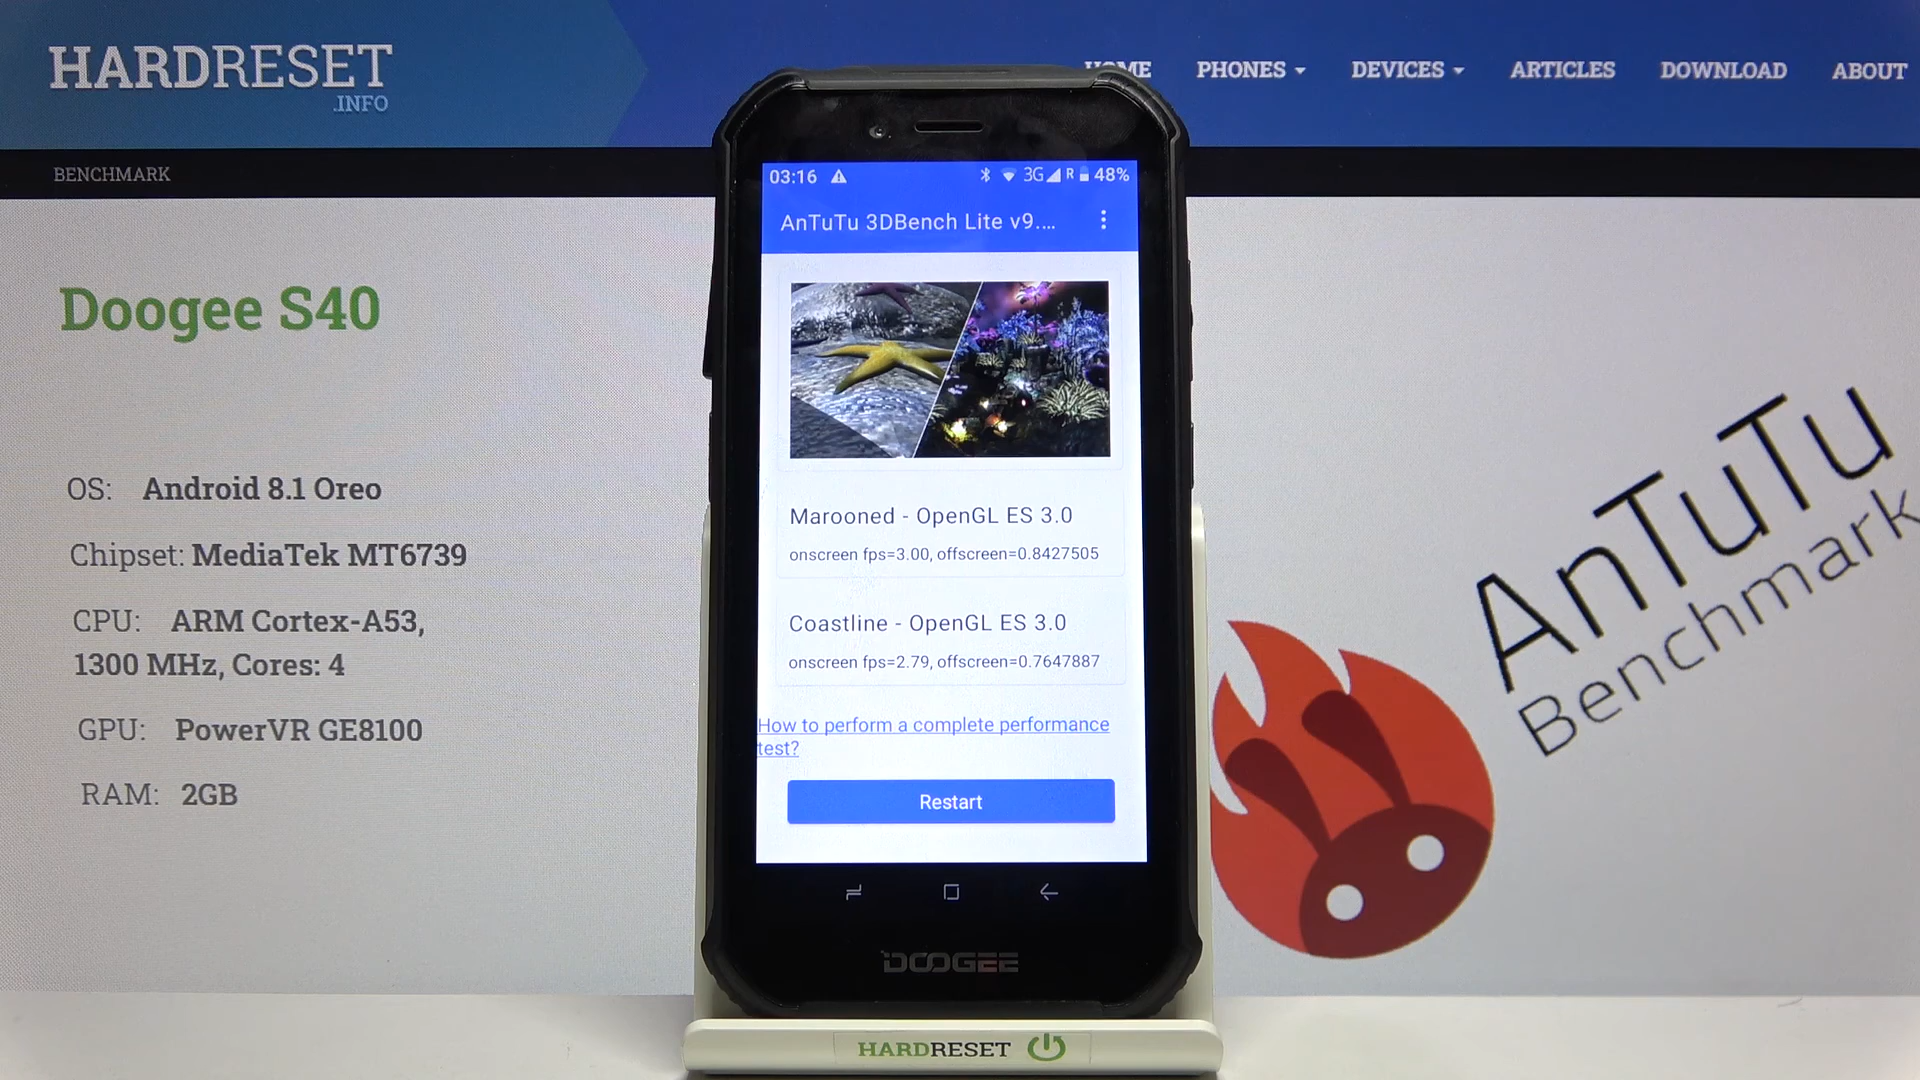 HARDRESET
.INFO
HOME PHONES DEVICES ARTICLES DOWNLOAD ABOUT
BENCHMARK
Doogee S40
OS: Android 8.1 Oreo
Chipset: MediaTek MT6739
CPU: ARM Cortex-A53,
1300 MHz, Cores: 4
GPU: PowerVR GE8100
RAM: 2GB
03:16 3G R 48%
AnTuTu 3DBench Lite v9....
Marooned - OpenGL ES 3.0
onscreen fps=3.00, offscreen=0.8427505
Coastline - OpenGL ES 3.0
onscreen fps=2.79, offscreen=0.7647887
How to perform a complete performance
test?
Restart
DOOGEE
HARDRESET
AnTuTu
Benchmark